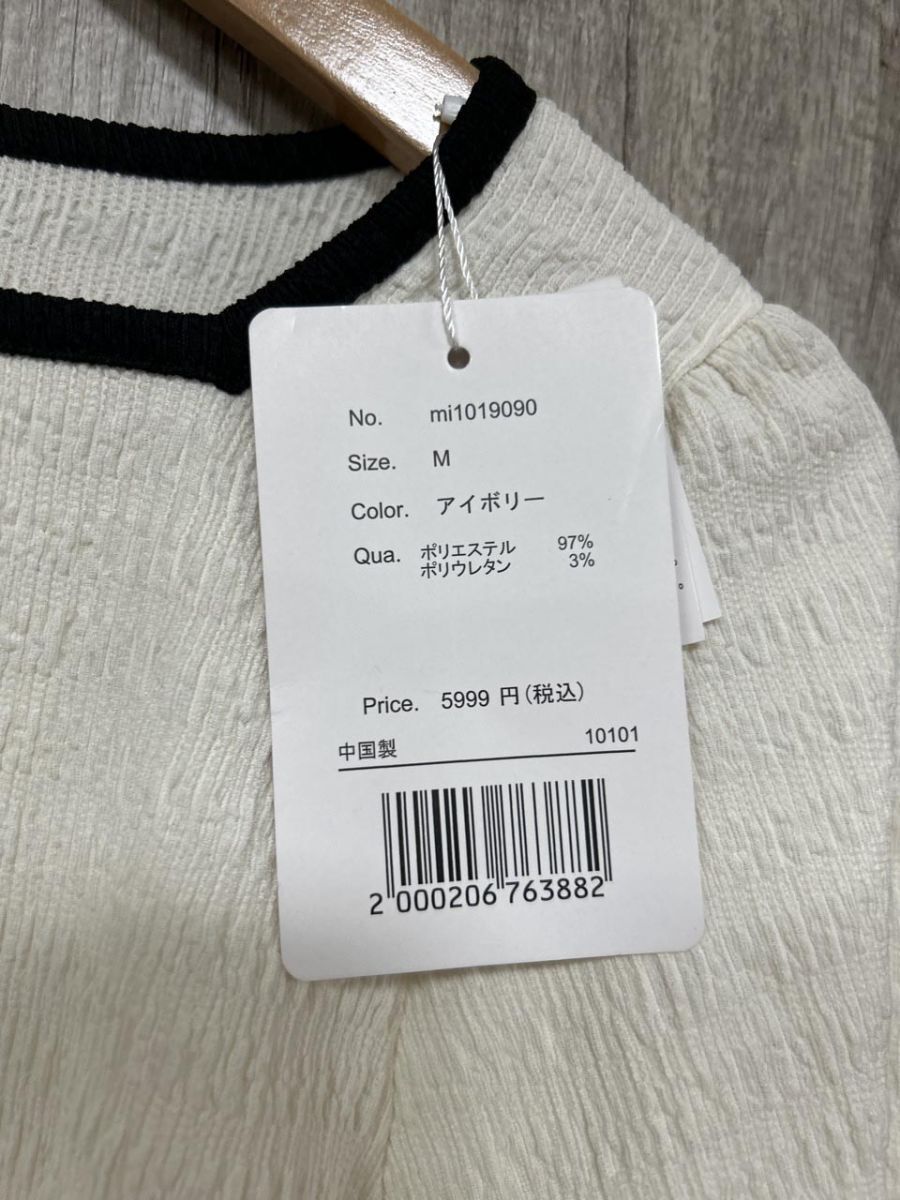 No. mi1019090
Size. M
Color. アイボリー
Qua. ポリエステル 97%
ポリウレタン 3%
Price. 5999 円(税込)
中国製 10101
2 000206 763882